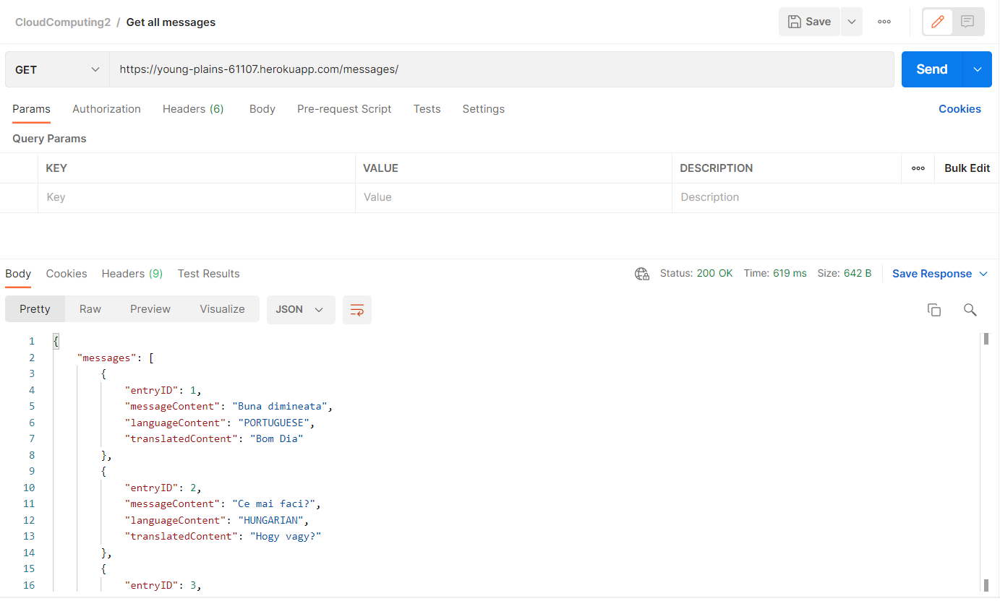 CloudComputing2 / Get all messages
Save
GET
https://young-plains-61107.herokuapp.com/messages/
Send
Params Authorization Headers (6) Body Pre-request Script Tests Settings Cookies
Query Params
KEY VALUE DESCRIPTION Bulk Edit
Key Value Description
Body Cookies Headers (9) Test Results Status: 200 OK Time: 619 ms Size: 642 B Save Response
Pretty Raw Preview Visualize JSON
1 {
2 "messages": [
3 {
4 "entryID": 1,
5 "messageContent": "Buna dimineata",
6 "languageContent": "PORTUGUESE",
7 "translatedContent": "Bom Dia"
8 },
9 {
10 "entryID": 2,
11 "messageContent": "Ce mai faci?",
12 "languageContent": "HUNGARIAN",
13 "translatedContent": "Hogy vagy?"
14 },
15 {
16 "entryID": 3,